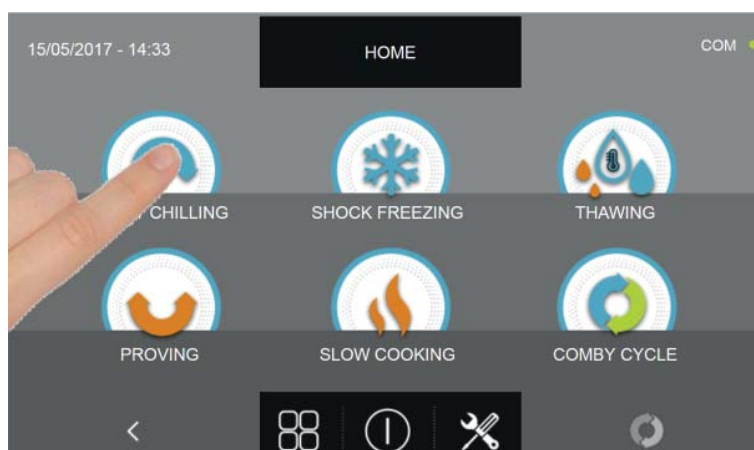 15/05/2017 - 14:33
HOME
COM
CHILLING
SHOCK FREEZING
THAWING
PROVING
SLOW COOKING
COMBY CYCLE